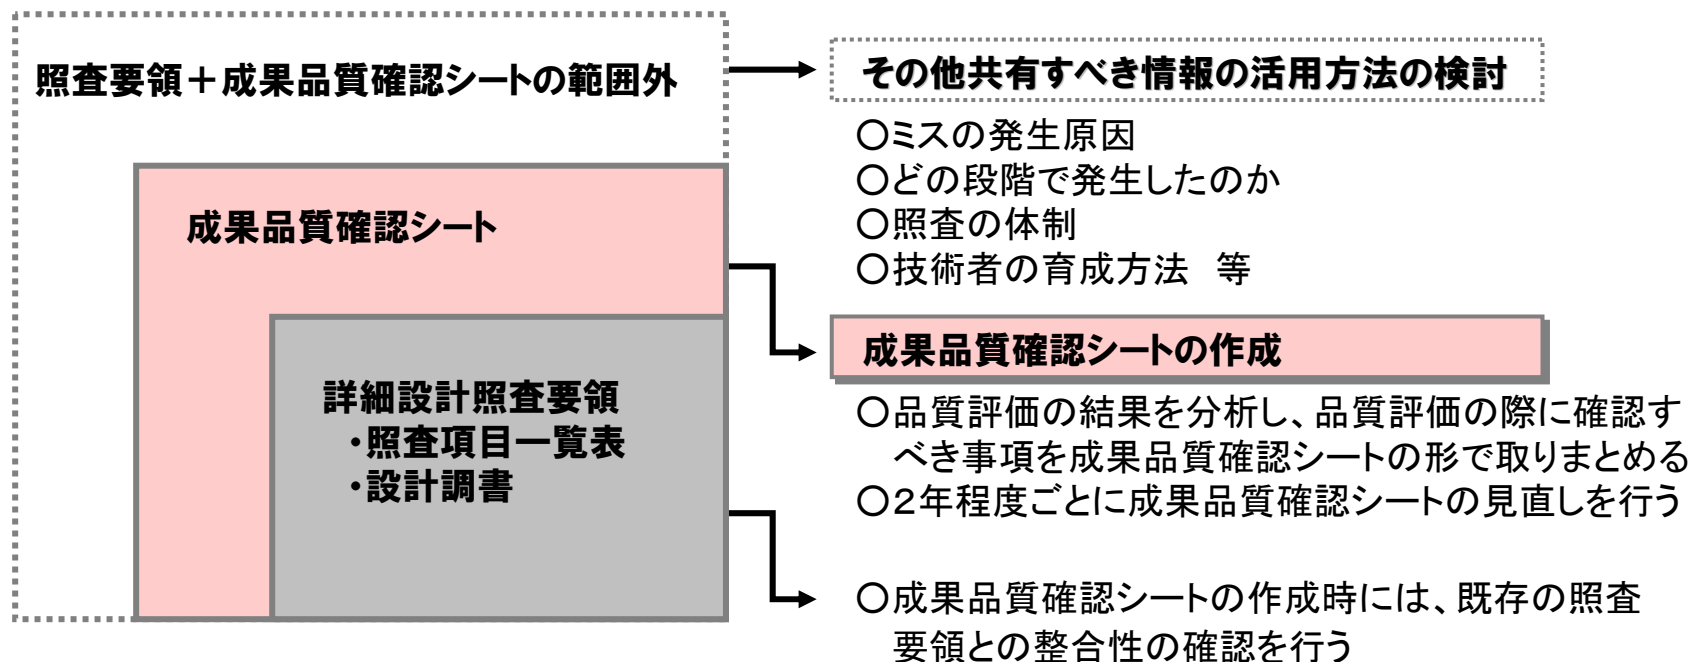 照査要領＋成果品質確認シートの範囲外
成果品質確認シート
詳細設計照査要領
・照査項目一覧表
・設計調書
その他共有すべき情報の活用方法の検討
○ミスの発生原因
○どの段階で発生したのか
○照査の体制
○技術者の育成方法　等
成果品質確認シートの作成
○品質評価の結果を分析し、品質評価の際に確認す
べき事項を成果品質確認シートの形で取りまとめる
○２年程度ごとに成果品質確認シートの見直しを行う
○成果品質確認シートの作成時には、既存の照査
要領との整合性の確認を行う